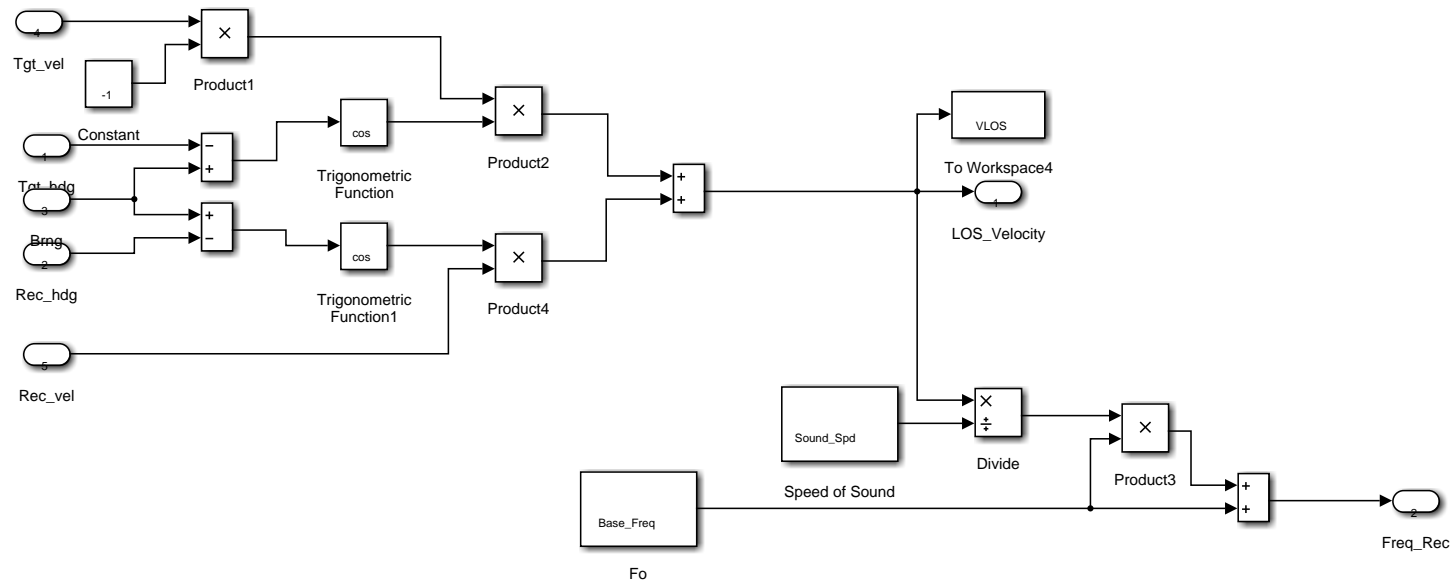 4
Tgt_vel
×
Product1
-1
Constant
1
Tgt_hdg
−
+
cos
Trigonometric
Function
×
Product2
3
Brng
+
−
2
Rec_hdg
cos
Trigonometric
Function1
×
Product4
5
Rec_vel
+
+
VLOS
To Workspace4
1
LOS_Velocity
Sound_Spd
Speed of Sound
×
÷
Divide
×
Product3
Base_Freq
Fo
+
+
2
Freq_Rec